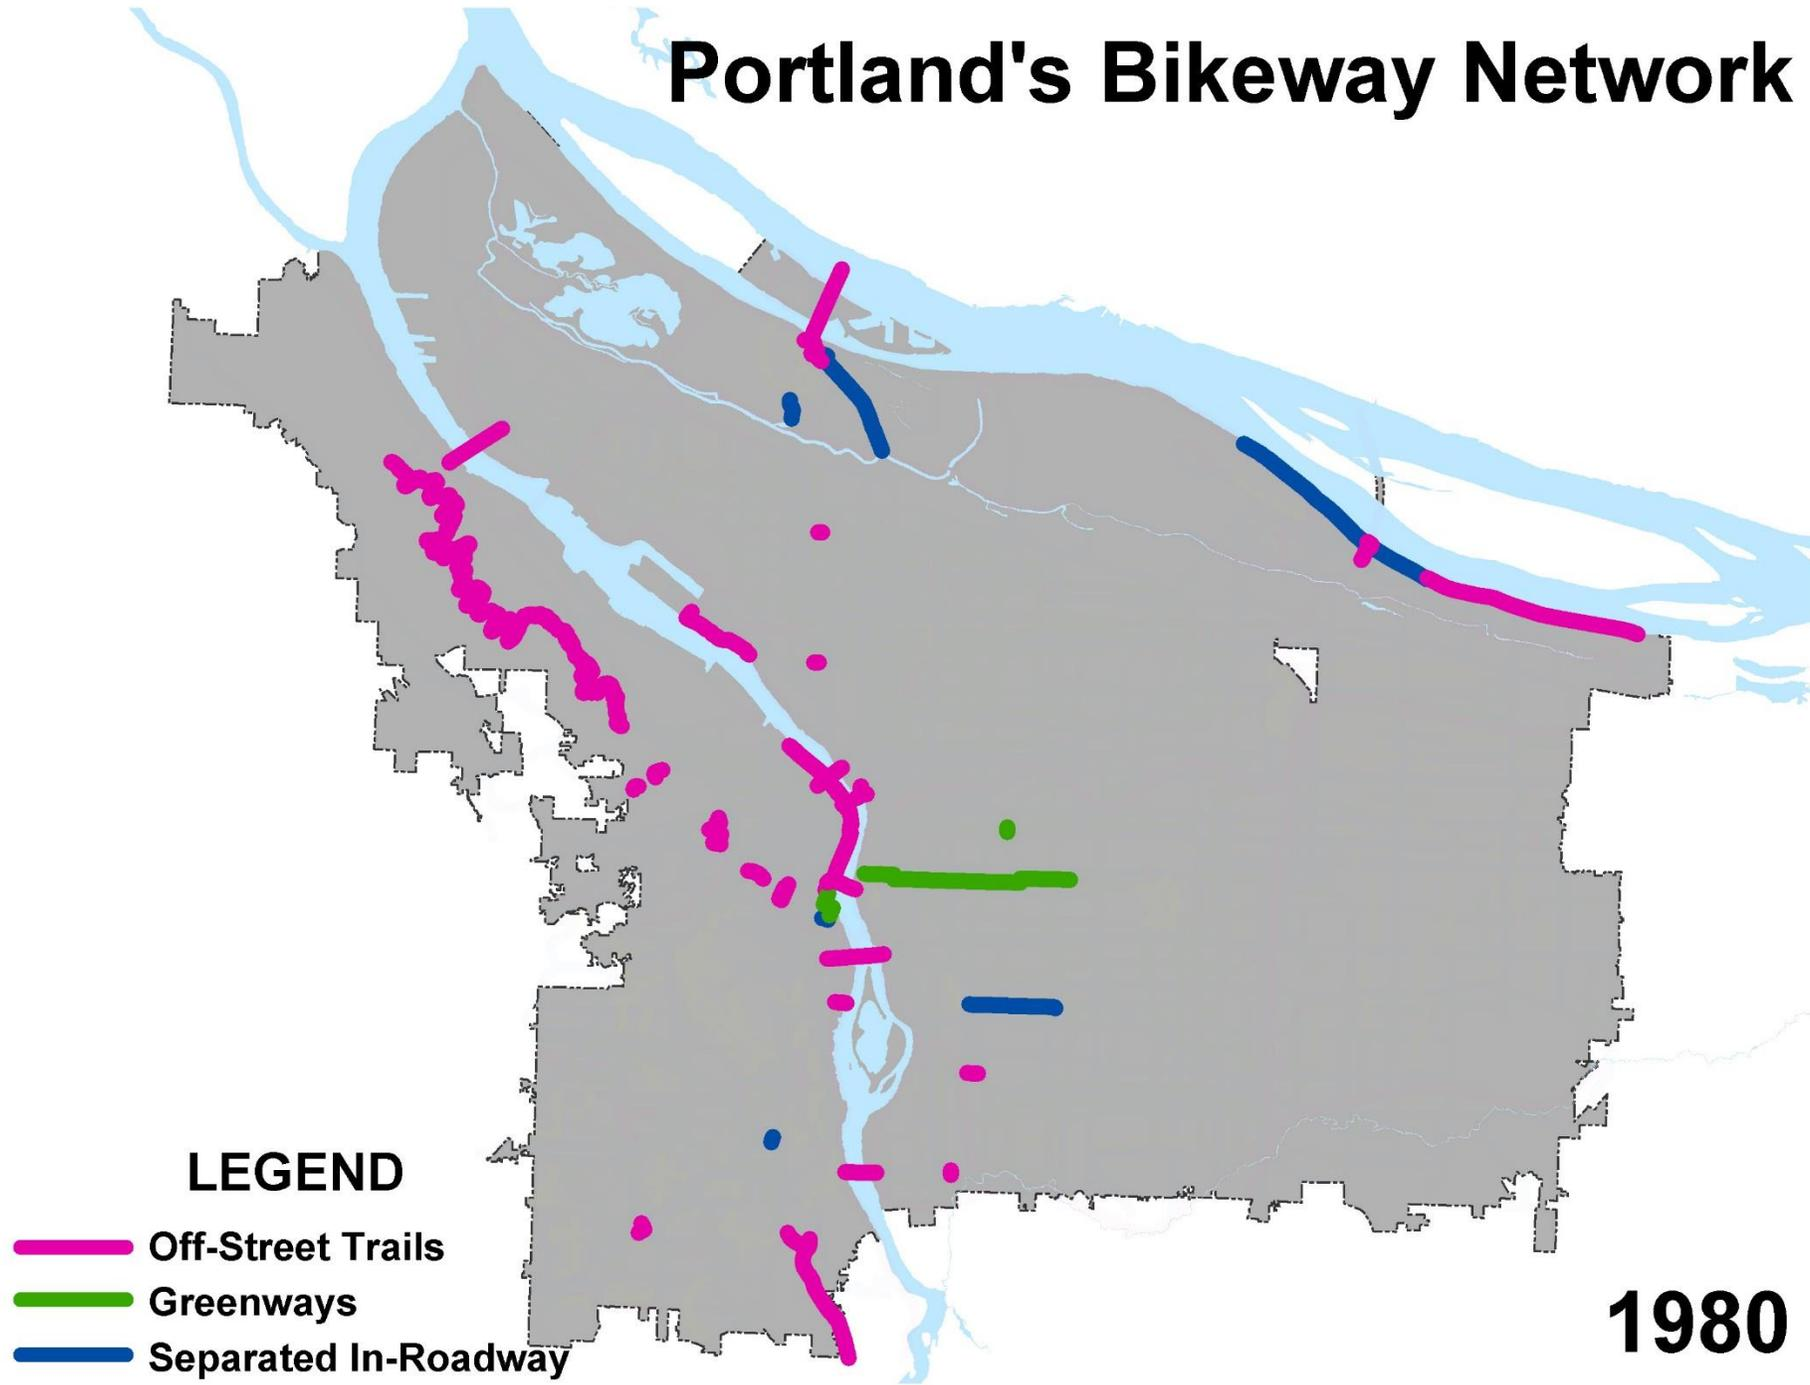 Portland's Bikeway Network
LEGEND
Off-Street Trails
Greenways
Separated In-Roadway
1980